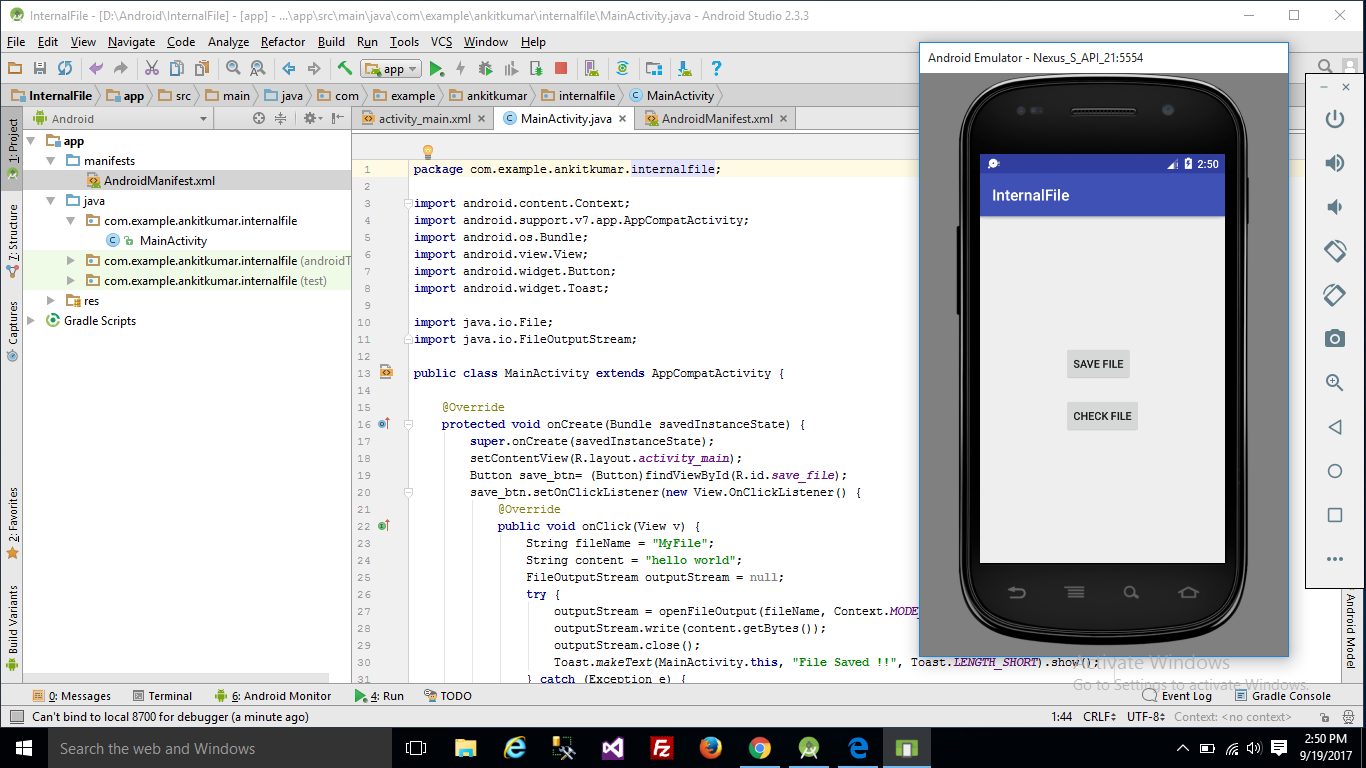 InternalFile - [D:\Android\InternalFile] - [app] - ...\app\src\main\java\com\example\ankitkumar\internalfile\MainActivity.java - Android Studio 2.3.3
File Edit View Navigate Code Analyze Refactor Build Run Tools VCS Window Help
app
InternalFile app src main java com example ankitkumar internalfile MainActivity
Android
activity_main.xml MainActivity.java AndroidManifest.xml
1: Project
7: Structure
Captures
2: Favorites
Build Variants
app
manifests
AndroidManifest.xml
java
com.example.ankitkumar.internalfile
MainActivity
com.example.ankitkumar.internalfile (androidT
com.example.ankitkumar.internalfile (test)
res
Gradle Scripts
1 package com.example.ankitkumar.internalfile;
2
3 import android.content.Context;
4 import android.support.v7.app.AppCompatActivity;
5 import android.os.Bundle;
6 import android.view.View;
7 import android.widget.Button;
8 import android.widget.Toast;
9
10 import java.io.File;
11 import java.io.FileOutputStream;
12
13 public class MainActivity extends AppCompatActivity {
14
15 @Override
16 protected void onCreate(Bundle savedInstanceState) {
17 super.onCreate(savedInstanceState);
18 setContentView(R.layout.activity_main);
19 Button save_btn= (Button)findViewById(R.id.save_file);
20 save_btn.setOnClickListener(new View.OnClickListener() {
21 @Override
22 public void onClick(View v) {
23 String fileName = "MyFile";
24 String content = "hello world";
25 FileOutputStream outputStream = null;
26 try {
27 outputStream = openFileOutput(fileName, Context.MODE_
28 outputStream.write(content.getBytes());
29 outputStream.close();
30 Toast.makeText(MainActivity.this, "File Saved !!", Toast.LENGTH_SHORT).show();
31 } catch (Exception e) {
Android Emulator - Nexus_S_API_21:5554
2:50
InternalFile
SAVE FILE
CHECK FILE
Android Model
Activate Windows
Go to Settings to activate Windows.
0: Messages Terminal 6: Android Monitor 4: Run TODO Event Log Gradle Console
Can't bind to local 8700 for debugger (a minute ago) 1:44 CRLF UTF-8 Context: <no context>
Search the web and Windows
2:50 PM
9/19/2017